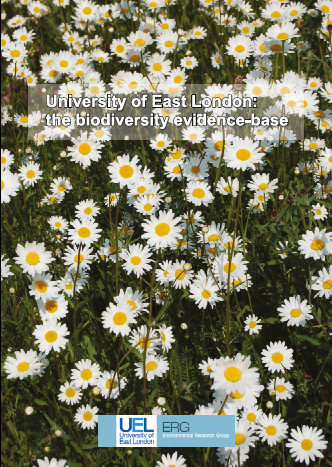 University of East London:
the biodiversity evidence-base
UEL
University of
East London
ERG
Environmental Research Group